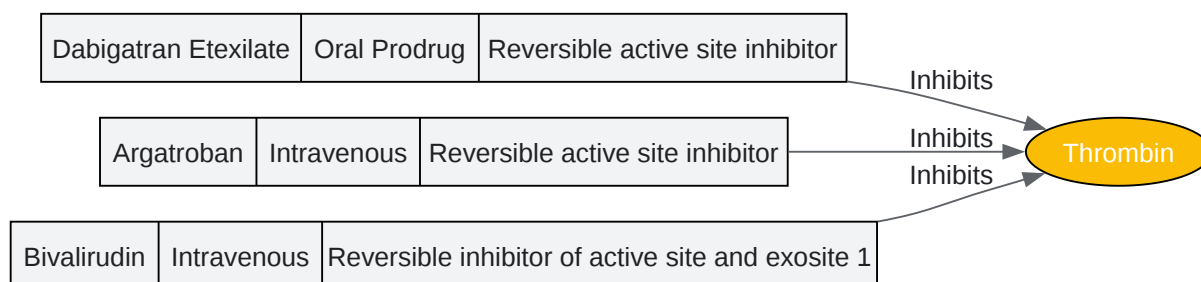 Dabigatran Etexilate Oral Prodrug Reversible active site inhibitor
Inhibits
Argatroban Intravenous Reversible active site inhibitor
Inhibits
Thrombin
Bivalirudin Intravenous Reversible inhibitor of active site and exosite 1
Inhibits